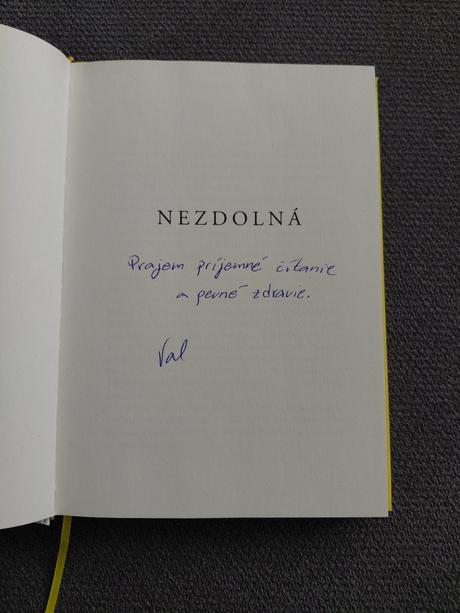 NEZDOLNÁ
Prajem príjemné čítanie
a pevné zdravie.
Val